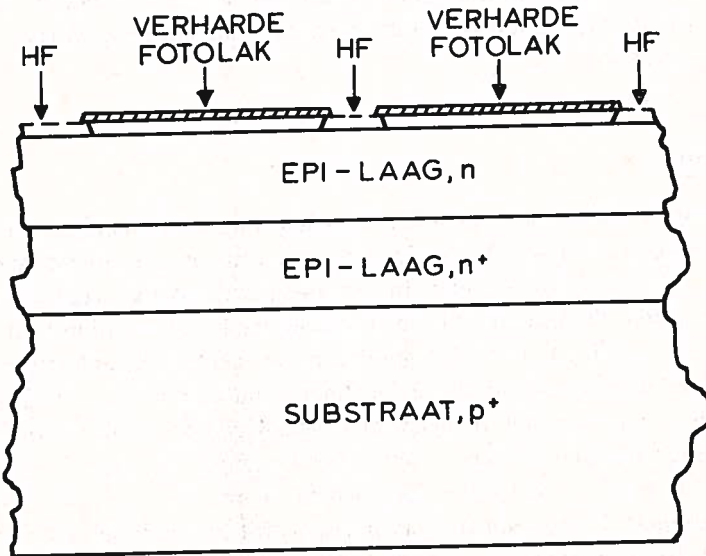 HF
VERHARDE
FOTOLAK
HF
VERHARDE
FOTOLAK
HF
EPI-LAAG, n
EPI-LAAG, n⁺
SUBSTRAAT, p⁺